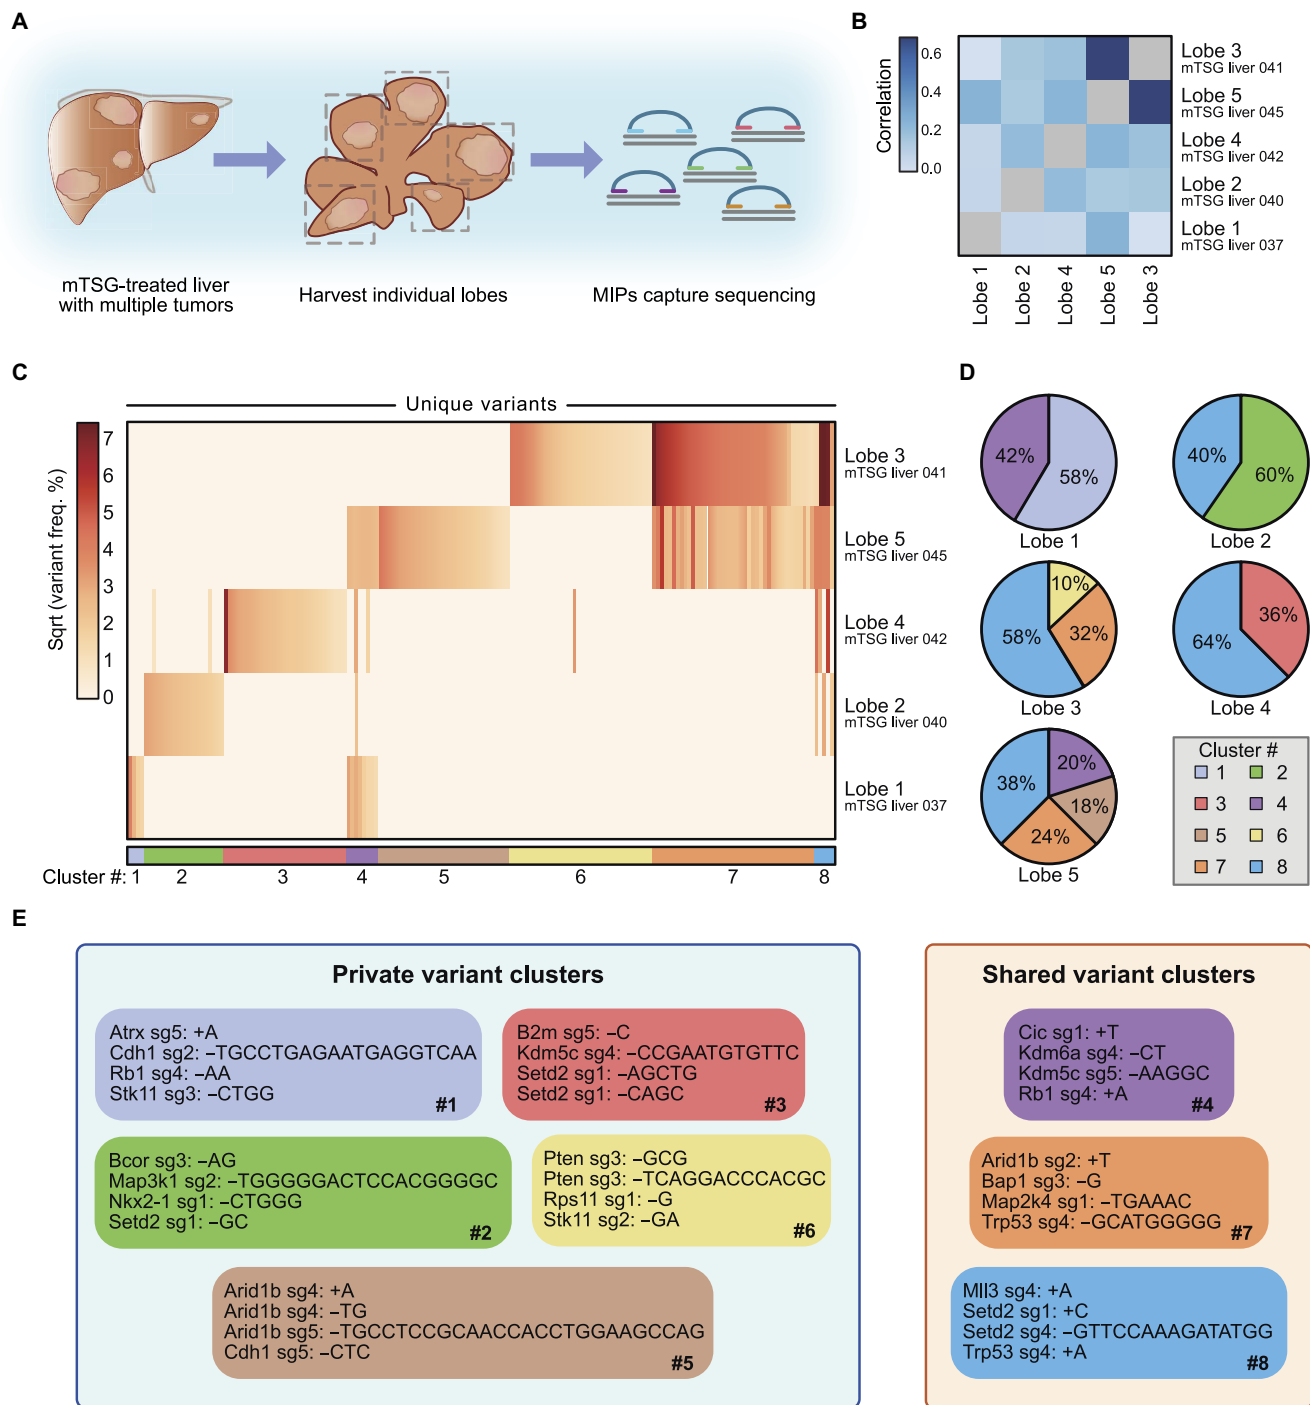 A
mTSG-treated liver
with multiple tumors
Harvest individual lobes
MIPs capture sequencing
B
Correlation
0.6
0.4
0.2
0.0
Lobe 3
mTSG liver 041
Lobe 5
mTSG liver 045
Lobe 4
mTSG liver 042
Lobe 2
mTSG liver 040
Lobe 1
mTSG liver 037
Lobe 1
Lobe 2
Lobe 4
Lobe 5
Lobe 3
C
Unique variants
Sqrt (variant freq. %)
7
6
5
4
3
2
1
0
Lobe 3
mTSG liver 041
Lobe 5
mTSG liver 045
Lobe 4
mTSG liver 042
Lobe 2
mTSG liver 040
Lobe 1
mTSG liver 037
Cluster #: 1 2 3 4 5 6 7 8
D
42%
58%
Lobe 1
40%
60%
Lobe 2
10%
58%
32%
Lobe 3
36%
64%
Lobe 4
20%
38%
18%
24%
Lobe 5
Cluster #
1 2
3 4
5 6
7 8
E
Private variant clusters
Atrx sg5: +A
Cdh1 sg2: –TGCCTGAGAATGAGGTCAA
Rb1 sg4: –AA
Stk11 sg3: –CTGG
#1
B2m sg5: –C
Kdm5c sg4: –CCGAATGTGTTC
Setd2 sg1: –AGCTG
Setd2 sg1: –CAGC
#3
Bcor sg3: –AG
Map3k1 sg2: –TGGGGGACTCCACGGGGC
Nkx2-1 sg1: –CTGGG
Setd2 sg1: –GC
#2
Pten sg3: –GCG
Pten sg3: –TCAGGACCCACGC
Rps11 sg1: –G
Stk11 sg2: –GA
#6
Arid1b sg4: +A
Arid1b sg4: –TG
Arid1b sg5: –TGCCTCCGCAACCACCTGGAAGCCAG
Cdh1 sg5: –CTC
#5
Shared variant clusters
Cic sg1: +T
Kdm6a sg4: –CT
Kdm5c sg5: –AAGGC
Rb1 sg4: +A
#4
Arid1b sg2: +T
Bap1 sg3: –G
Map2k4 sg1: –TGAAAC
Trp53 sg4: –GCATGGGGG
#7
Mll3 sg4: +A
Setd2 sg1: +C
Setd2 sg4: –GTTCCAAAGATATGG
Trp53 sg4: +A
#8